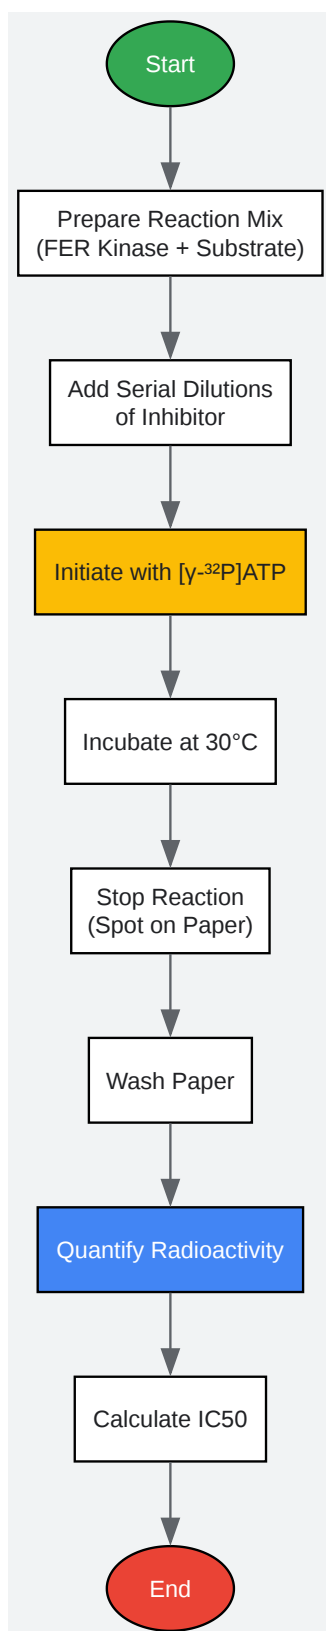 Start
Prepare Reaction Mix
(FER Kinase + Substrate)
Add Serial Dilutions
of Inhibitor
Initiate with [γ-³²P]ATP
Incubate at 30°C
Stop Reaction
(Spot on Paper)
Wash Paper
Quantify Radioactivity
Calculate IC50
End